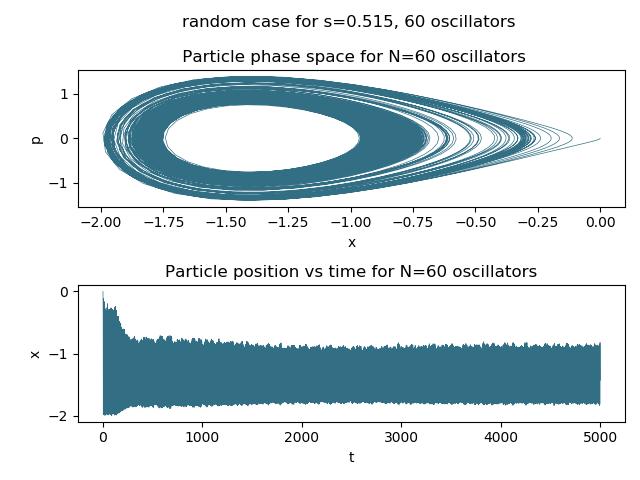 random case for s=0.515, 60 oscillators
Particle phase space for N=60 oscillators
1
0
−1
p
−2.00 −1.75 −1.50 −1.25 −1.00 −0.75 −0.50 −0.25 0.00
x
Particle position vs time for N=60 oscillators
0
−1
−2
x
0 1000 2000 3000 4000 5000
t